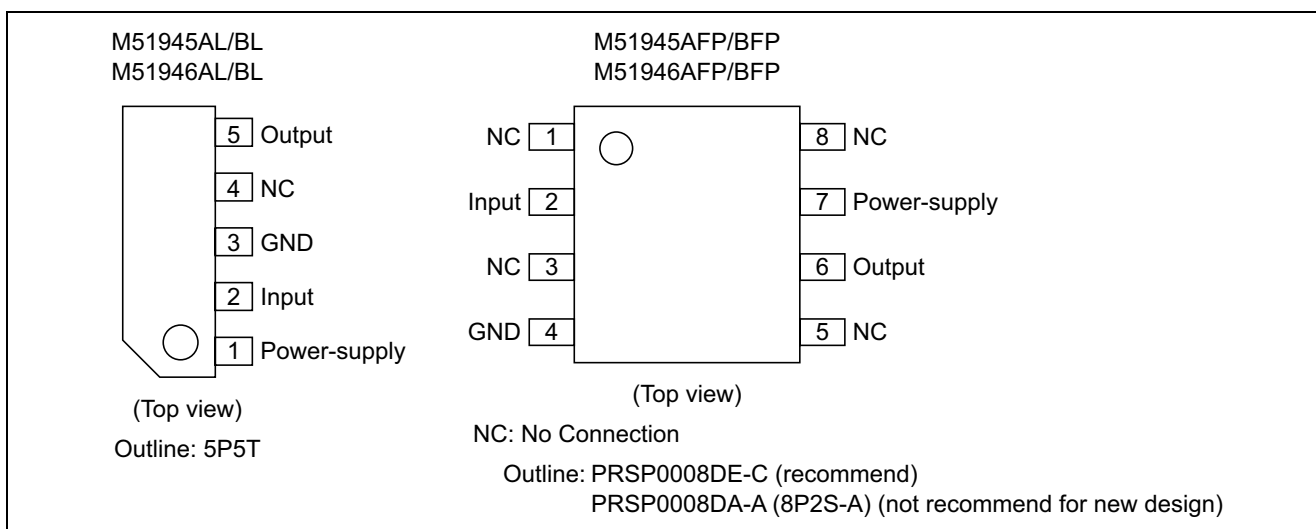 M51945AL/BL
M51946AL/BL
5 Output
4 NC
3 GND
2 Input
1 Power-supply
(Top view)
Outline: 5P5T
M51945AFP/BFP
M51946AFP/BFP
NC 1
8 NC
Input 2
7 Power-supply
NC 3
6 Output
GND 4
5 NC
(Top view)
NC: No Connection
Outline: PRSP0008DE-C (recommend)
PRSP0008DA-A (8P2S-A) (not recommend for new design)